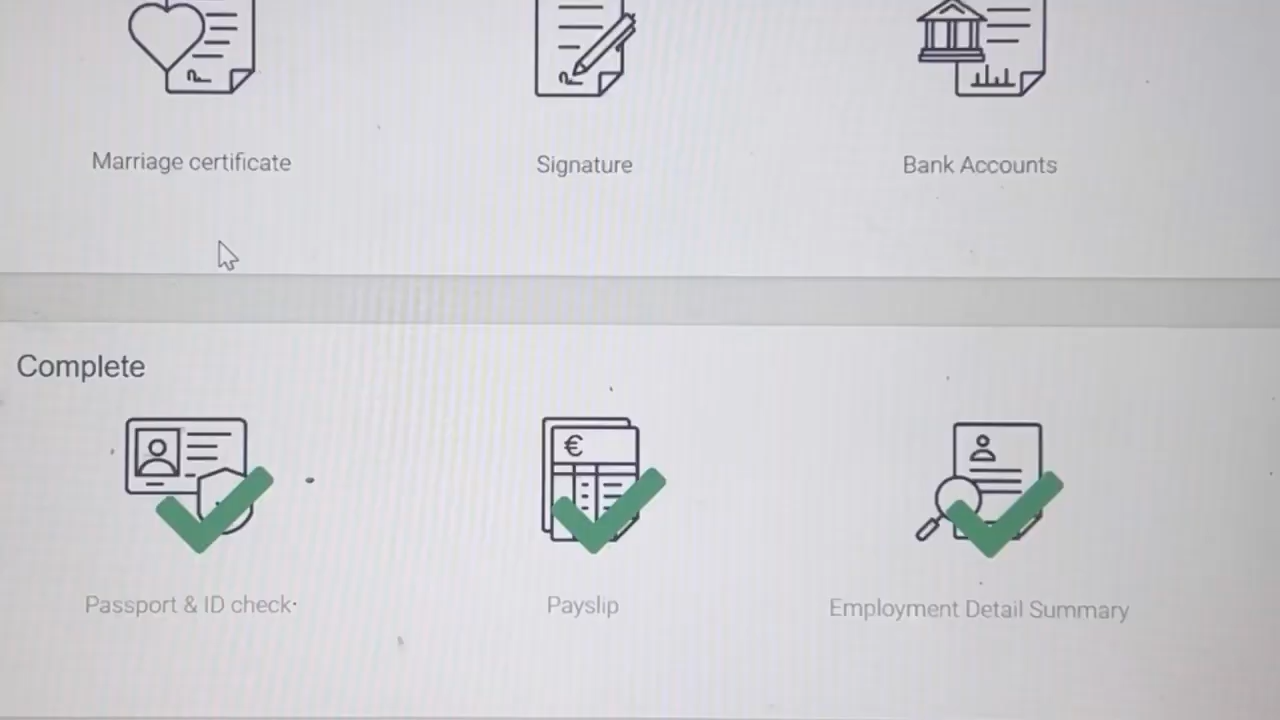 Marriage certificate
Signature
Bank Accounts
Complete
€
Passport & ID check
Payslip
Employment Detail Summary